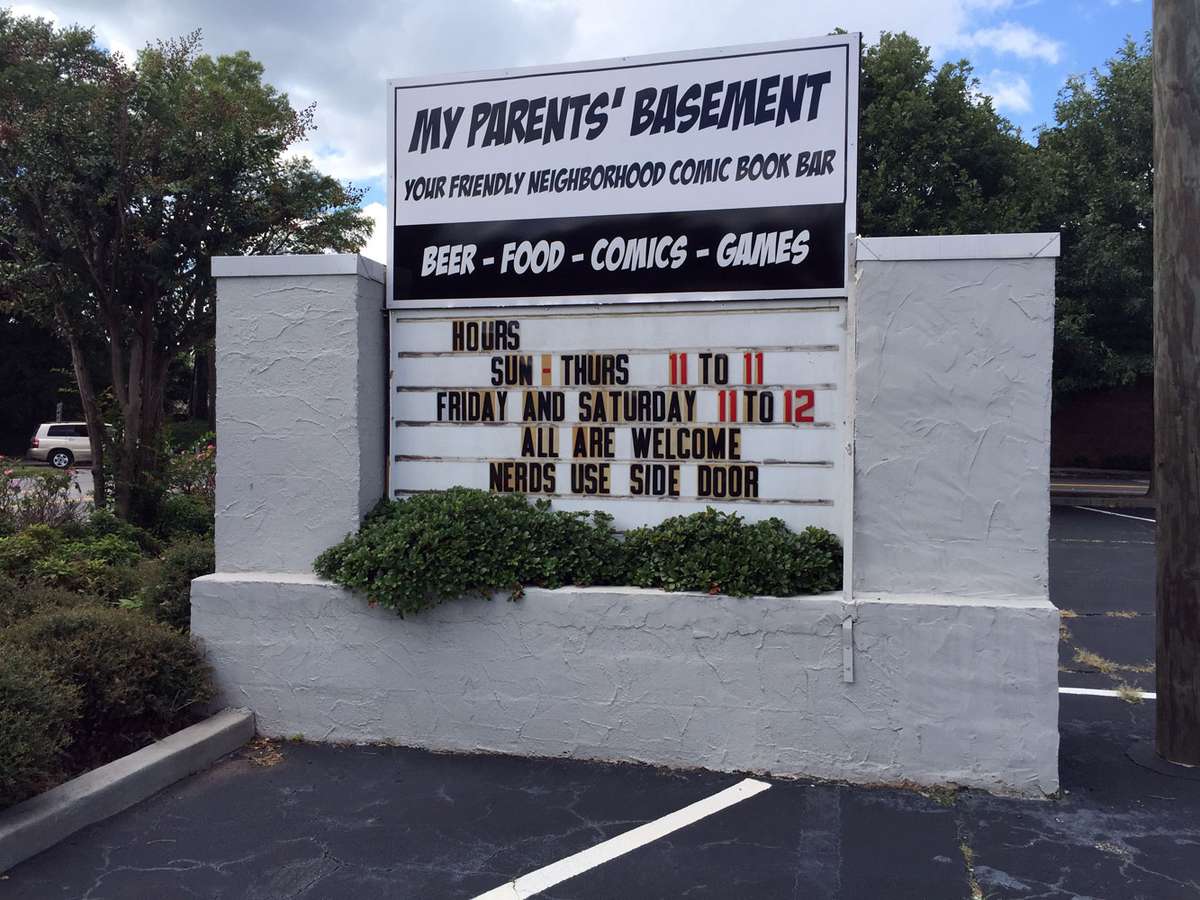 MY PARENTS' BASEMENT
YOUR FRIENDLY NEIGHBORHOOD COMIC BOOK BAR
BEER - FOOD - COMICS - GAMES
HOURS
SUN - THURS 11 TO 11
FRIDAY AND SATURDAY 11 TO 12
ALL ARE WELCOME
NERDS USE SIDE DOOR